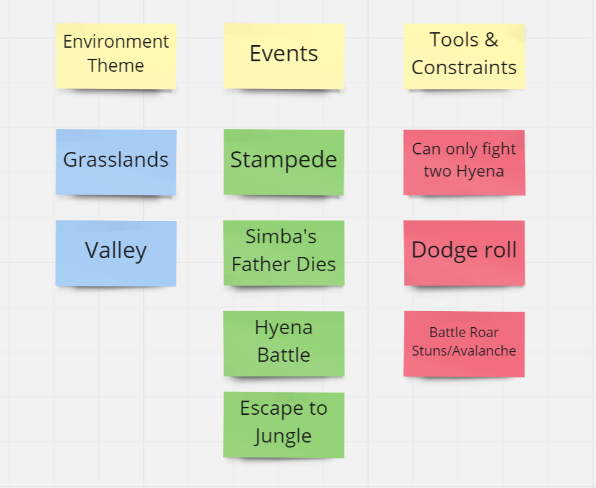 Environment
Theme
Events
Tools &
Constraints
Grasslands
Stampede
Can only fight
two Hyena
Valley
Simba's
Father Dies
Dodge roll
Hyena
Battle
Battle Roar
Stuns/Avalanche
Escape to
Jungle